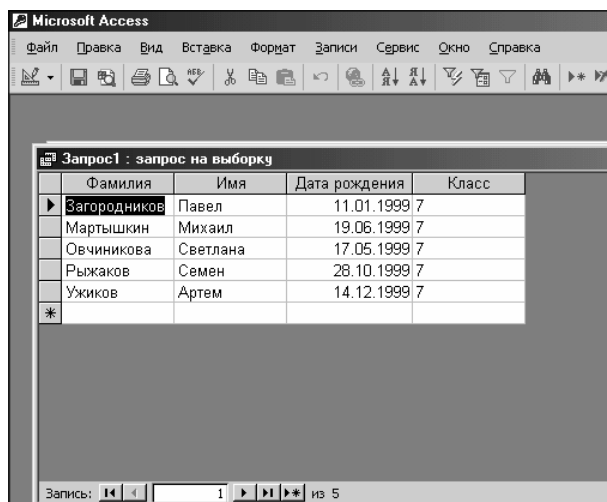 Microsoft Access
Файл Правка Вид Вставка Формат Записи Сервис Окно Справка
Запрос1 : запрос на выборку
Фамилия Имя Дата рождения Класс
Загородников Павел 11.01.1999 7
Мартышкин Михаил 19.06.1999 7
Овчиникова Светлана 17.05.1999 7
Рыжаков Семен 28.10.1999 7
Ужиков Артем 14.12.1999 7
Запись: 1 из 5